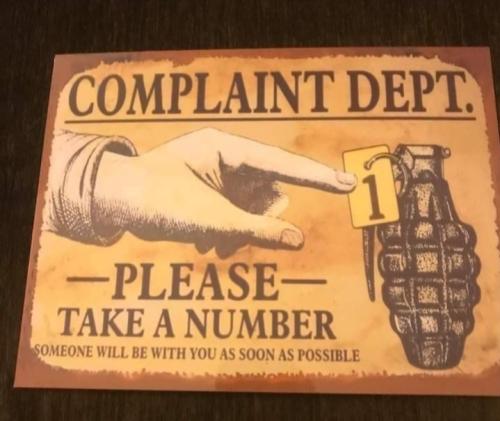 COMPLAINT DEPT.
1
—PLEASE—
TAKE A NUMBER
SOMEONE WILL BE WITH YOU AS SOON AS POSSIBLE